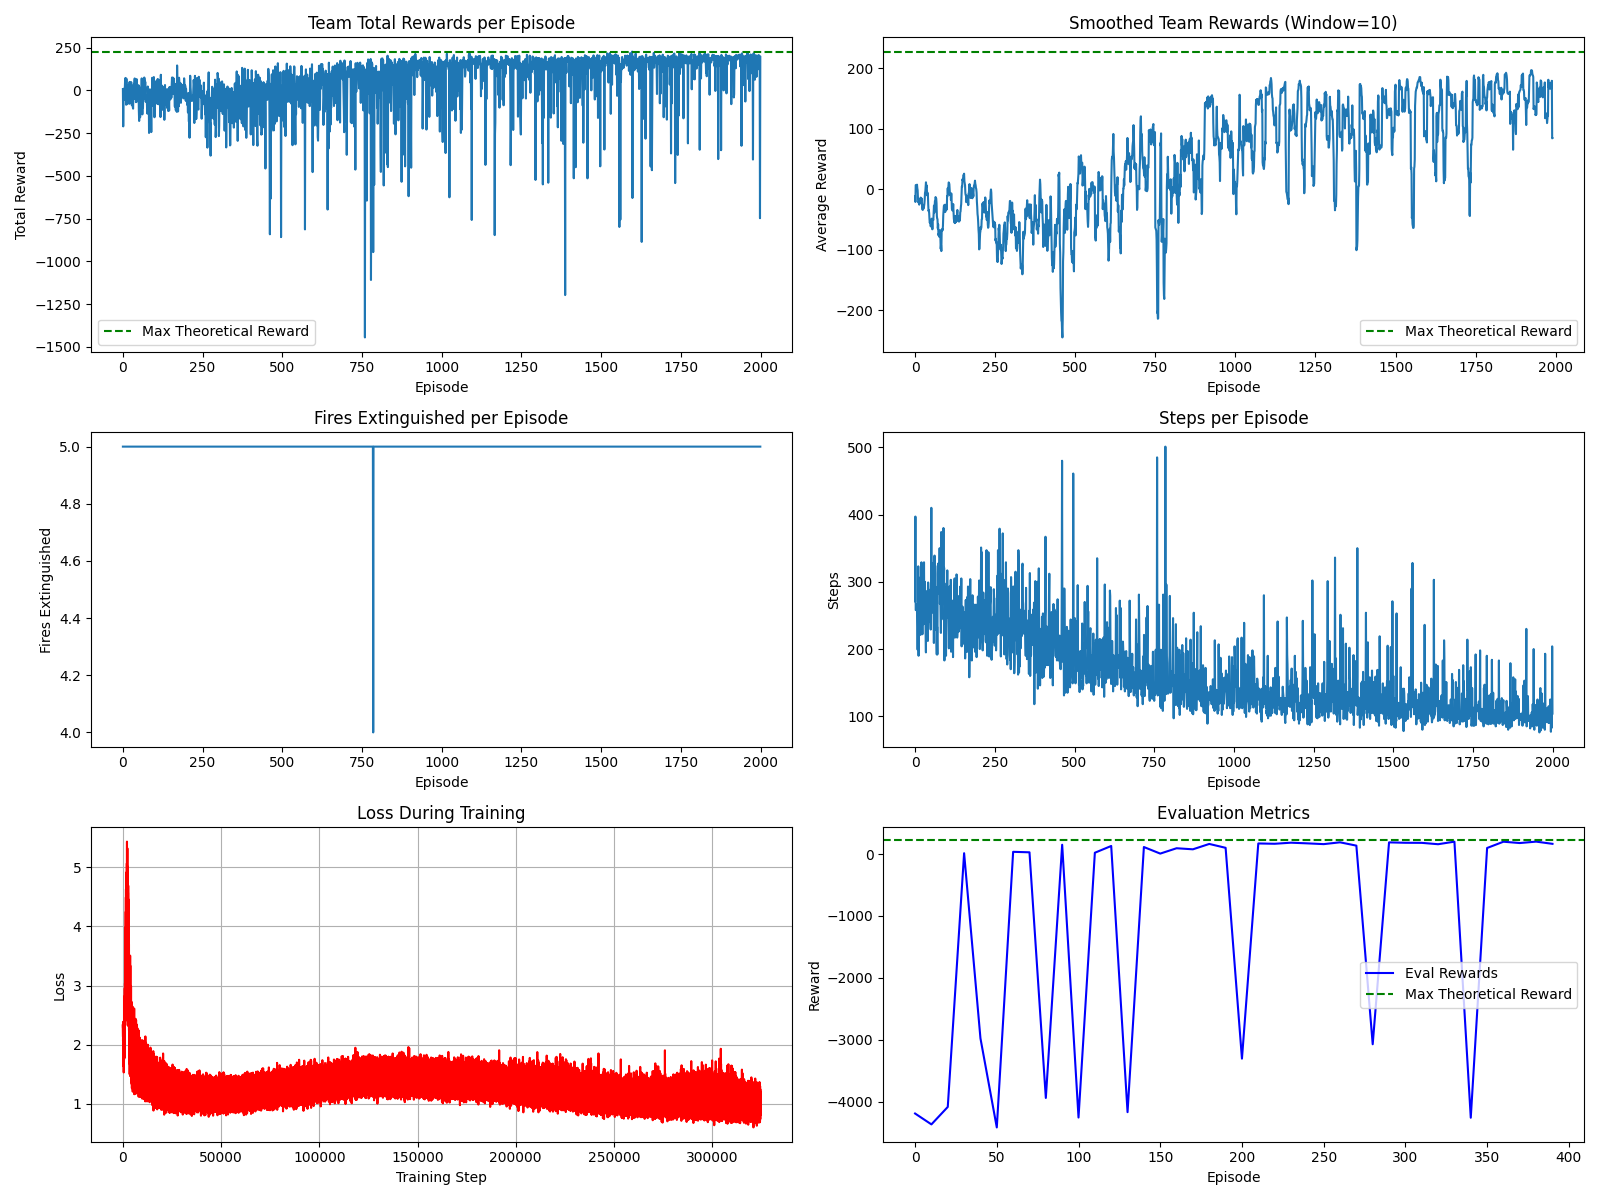 Team Total Rewards per Episode
250
0
−250
−500
−750
−1000
−1250
−1500
Total Reward
Max Theoretical Reward
0 250 500 750 1000 1250 1500 1750 2000
Episode
Smoothed Team Rewards (Window=10)
200
100
0
−100
−200
Average Reward
Max Theoretical Reward
0 250 500 750 1000 1250 1500 1750 2000
Episode
Fires Extinguished per Episode
5.0
4.8
4.6
4.4
4.2
4.0
Fires Extinguished
0 250 500 750 1000 1250 1500 1750 2000
Episode
Steps per Episode
500
400
300
200
100
Steps
0 250 500 750 1000 1250 1500 1750 2000
Episode
Loss During Training
5
4
3
2
1
Loss
0 50000 100000 150000 200000 250000 300000
Training Step
Evaluation Metrics
0
−1000
−2000
−3000
−4000
Reward
Eval Rewards
Max Theoretical Reward
0 50 100 150 200 250 300 350 400
Episode